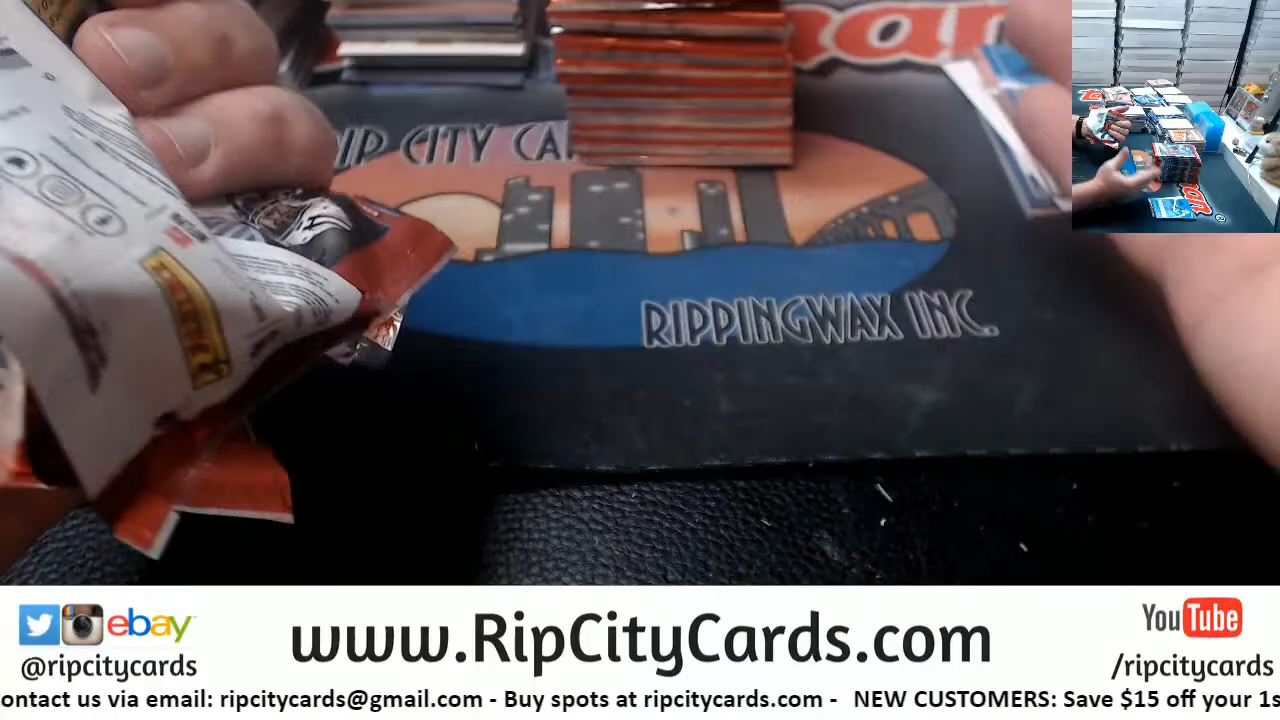 RIP CITY CA
RIPPINGWAX INC.
ebay
www.RipCityCards.com
YouTube
@ripcitycards
/ripcitycards
ontact us via email: ripcitycards@gmail.com - Buy spots at ripcitycards.com - NEW CUSTOMERS: Save $15 off your 1s